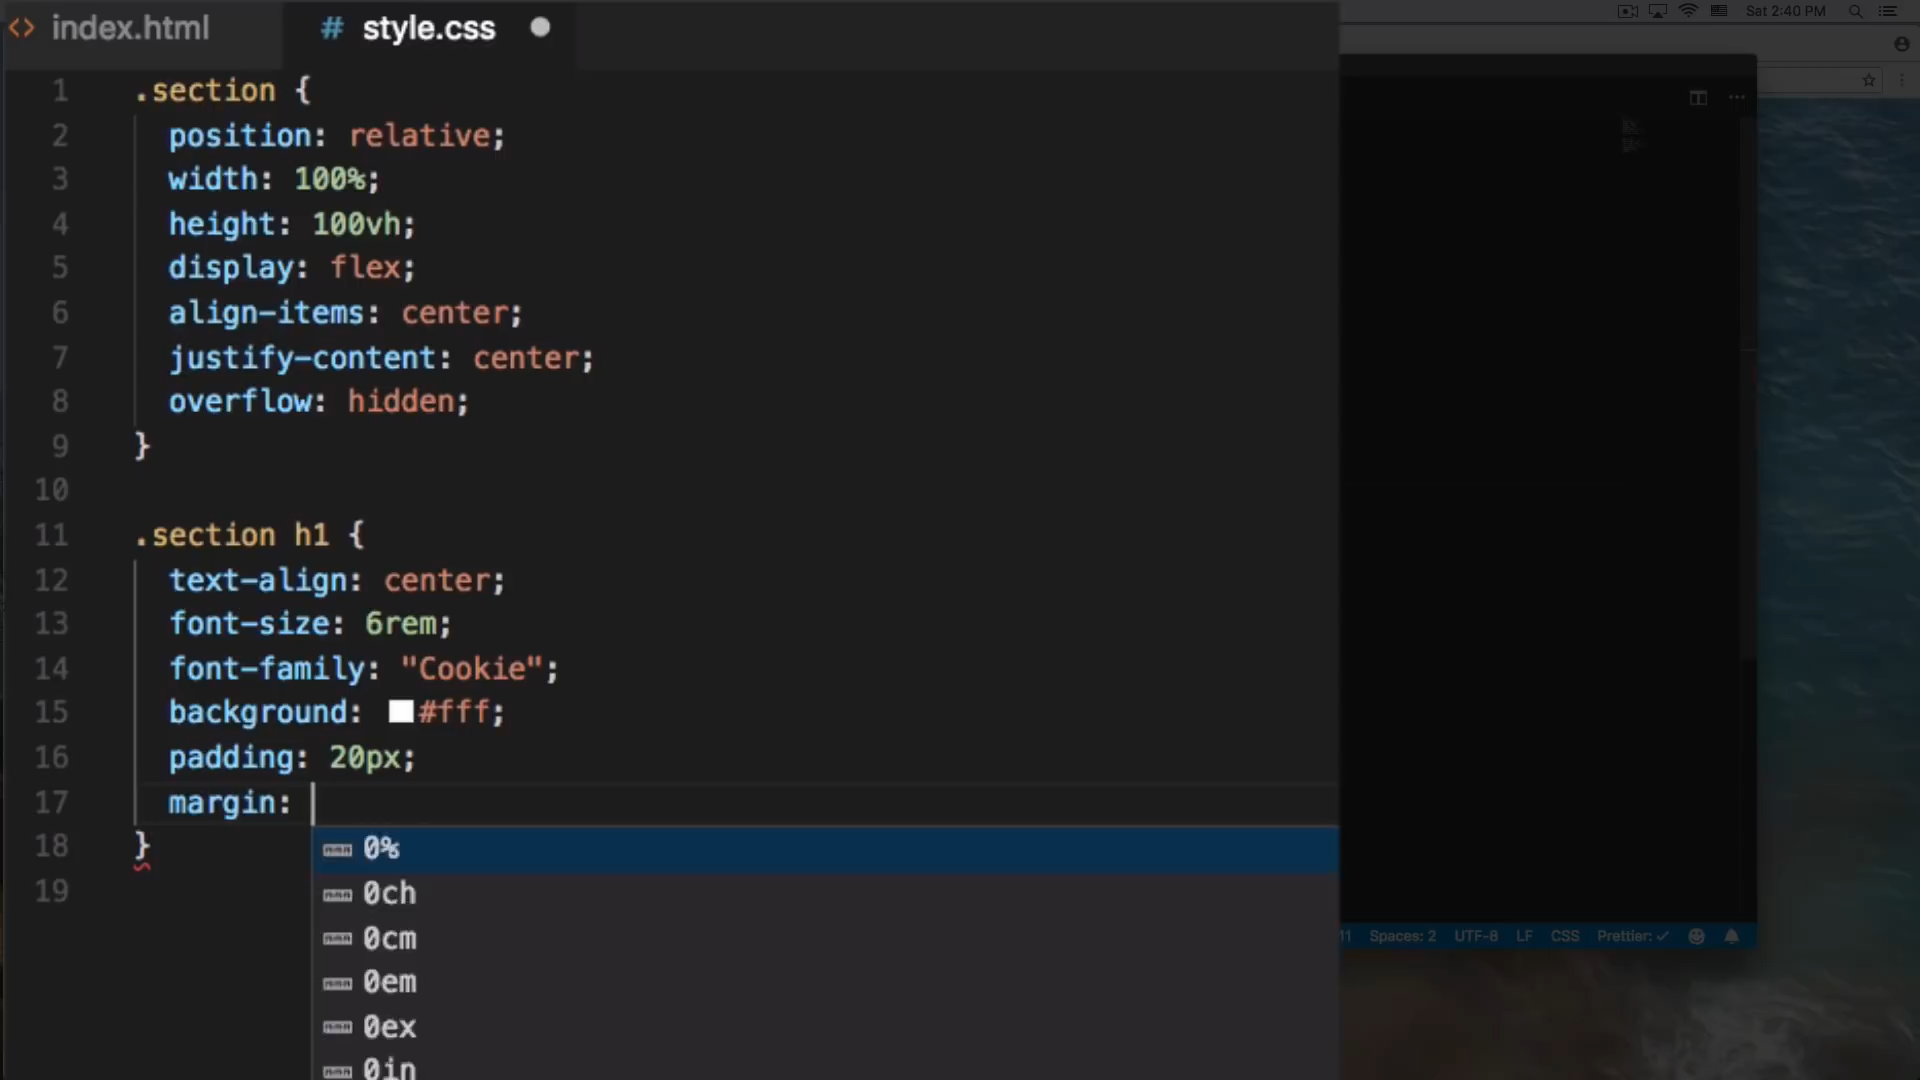 index.html
# style.css
Sat 2:40 PM
1 .section {
2 position: relative;
3 width: 100%;
4 height: 100vh;
5 display: flex;
6 align-items: center;
7 justify-content: center;
8 overflow: hidden;
9 }
10
11 .section h1 {
12 text-align: center;
13 font-size: 6rem;
14 font-family: "Cookie";
15 background: #fff;
16 padding: 20px;
17 margin:
18 }
19
0%
0ch
0cm
0em
0ex
0in
11 Spaces: 2 UTF-8 LF CSS Prettier: ✓